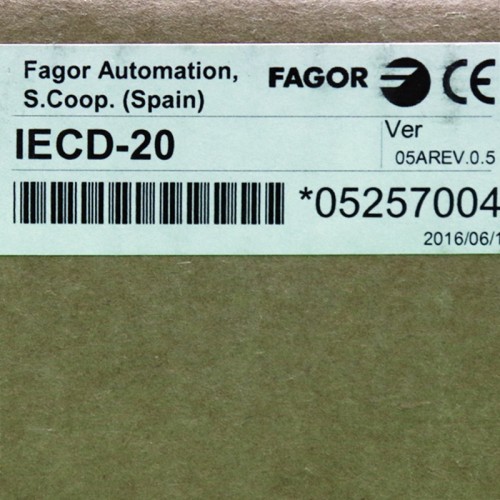 Fagor Automation,
S.Coop. (Spain)
FAGOR CE
IECD-20
Ver
05AREV.0.5
*05257004
2016/06/1